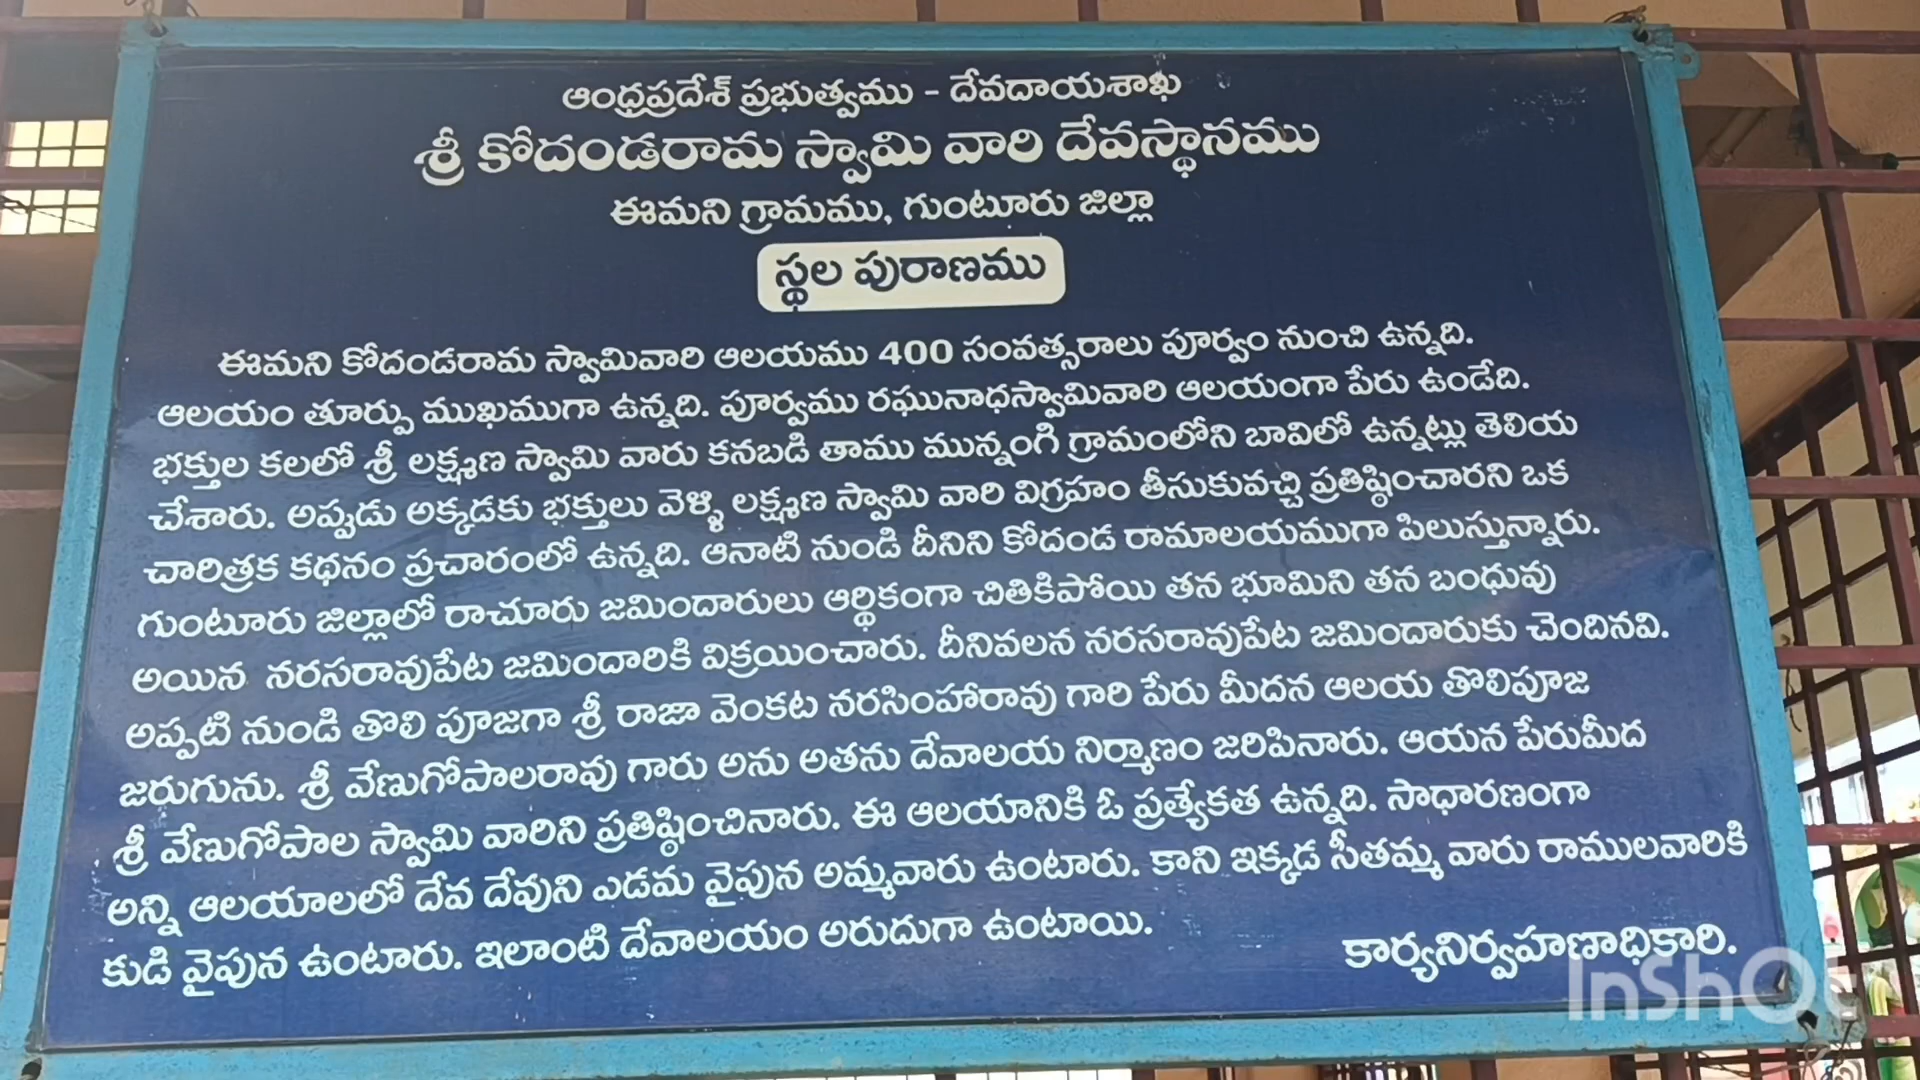 ఆంధ్రప్రదేశ్ ప్రభుత్వము - దేవదాయశాఖ
శ్రీ కోదండరామ స్వామి వారి దేవస్థానము
ఈమని గ్రామము, గుంటూరు జిల్లా
స్థల పురాణము
ఈమని కోదండరామ స్వామివారి ఆలయము 400 సంవత్సరాలు పూర్వం నుంచి ఉన్నది.
ఆలయం తూర్పు ముఖముగా ఉన్నది. పూర్వము రఘునాధస్వామివారి ఆలయంగా పేరు ఉండేది.
భక్తుల కలలో శ్రీ లక్ష్మణ స్వామి వారు కనబడి తాము మున్నంగి గ్రామంలోని బావిలో ఉన్నట్లు తెలియ
చేశారు. అప్పుడు అక్కడకు భక్తులు వెళ్ళి లక్ష్మణ స్వామి వారి విగ్రహం తీసుకువచ్చి ప్రతిష్ఠించారని ఒక
చారిత్రక కథనం ప్రచారంలో ఉన్నది. ఆనాటి నుండి దీనిని కోదండ రామాలయముగా పిలుస్తున్నారు.
గుంటూరు జిల్లాలో రాచూరు జమిందారులు ఆర్థికంగా చితికిపోయి తన భూమిని తన బంధువు
అయిన నరసరావుపేట జమిందారికి విక్రయించారు. దీనివలన నరసరావుపేట జమిందారుకు చెందినవి.
అప్పటి నుండి తొలి పూజగా శ్రీ రాజా వెంకట నరసింహారావు గారి పేరు మీదన ఆలయ తొలిపూజ
జరుగును. శ్రీ వేణుగోపాలరావు గారు అను అతను దేవాలయ నిర్మాణం జరిపినారు. ఆయన పేరుమీద
శ్రీ వేణుగోపాల స్వామి వారిని ప్రతిష్ఠించినారు. ఈ ఆలయానికి ఓ ప్రత్యేకత ఉన్నది. సాధారణంగా
అన్ని ఆలయాలలో దేవ దేవుని ఎడమ వైపున అమ్మవారు ఉంటారు. కాని ఇక్కడ సీతమ్మ వారు రాములవారికి
కుడి వైపున ఉంటారు. ఇలాంటి దేవాలయం అరుదుగా ఉంటాయి.
కార్యనిర్వహణాధికారి.
InShOt